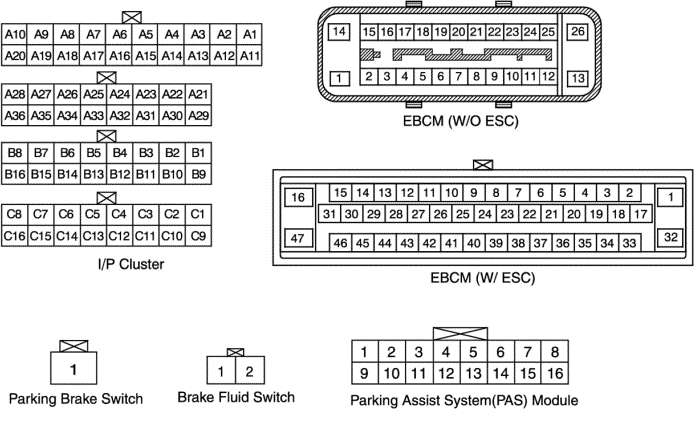 A10 A9 A8 A7 A6 A5 A4 A3 A2 A1
A20 A19 A18 A17 A16 A15 A14 A13 A12 A11
A28 A27 A26 A25 A24 A23 A22 A21
A36 A35 A34 A33 A32 A31 A30 A29
B8 B7 B6 B5 B4 B3 B2 B1
B16 B15 B14 B13 B12 B11 B10 B9
C8 C7 C6 C5 C4 C3 C2 C1
C16 C15 C14 C13 C12 C11 C10 C9
I/P Cluster
14 15 16 17 18 19 20 21 22 23 24 25 26
1 2 3 4 5 6 7 8 9 10 11 12 13
EBCM (W/O ESC)
16 15 14 13 12 11 10 9 8 7 6 5 4 3 2 1
31 30 29 28 27 26 25 24 23 22 21 20 19 18 17
47 46 45 44 43 42 41 40 39 38 37 36 35 34 33 32
EBCM (W/ ESC)
1
Parking Brake Switch
1 2
Brake Fluid Switch
1 2 3 4 5 6 7 8
9 10 11 12 13 14 15 16
Parking Assist System(PAS) Module